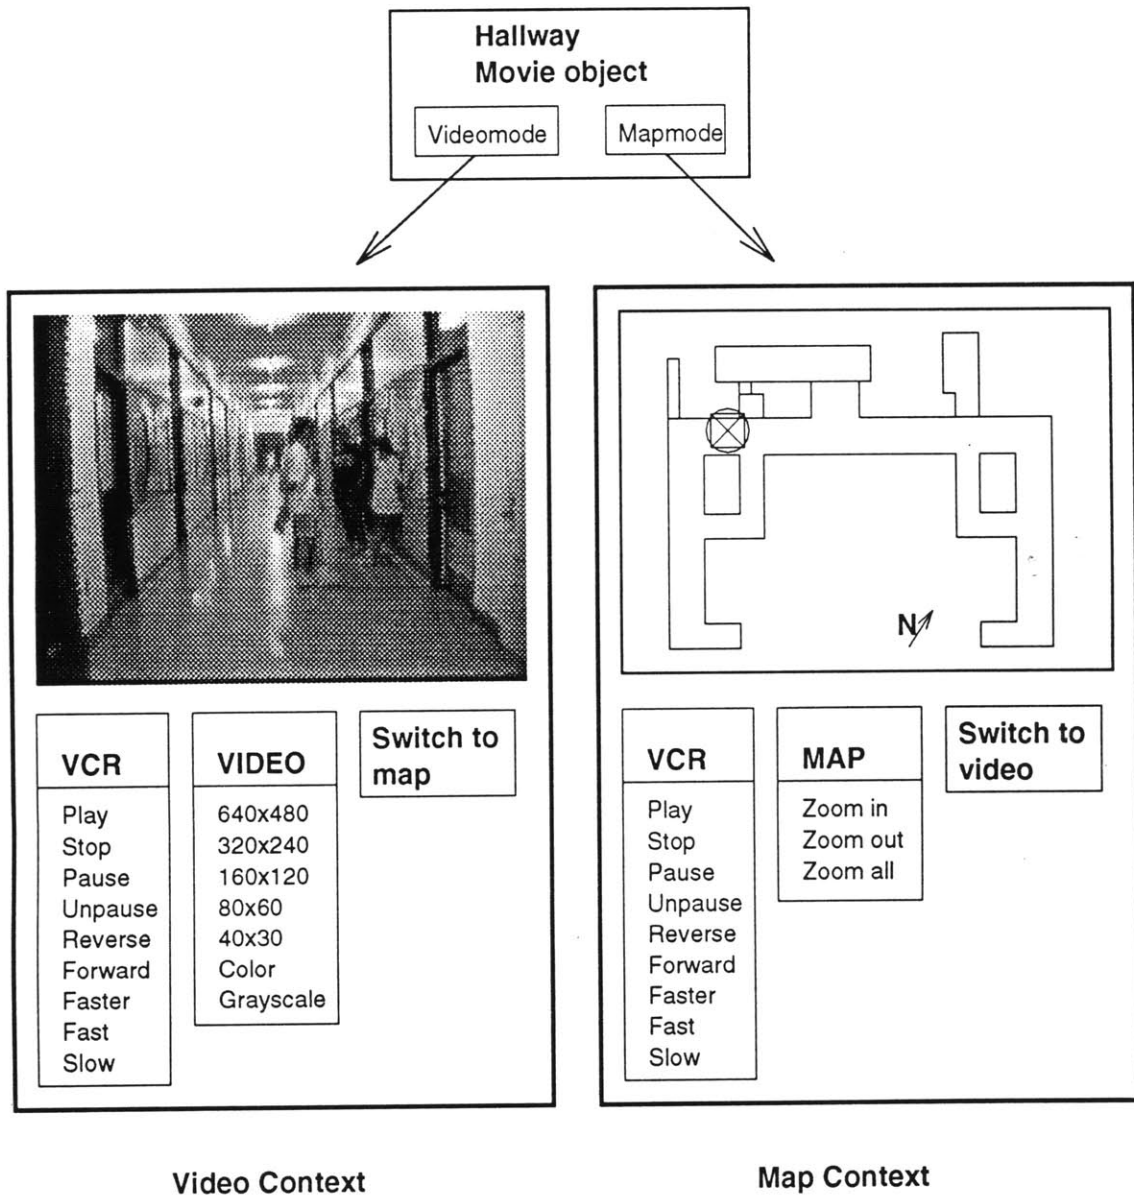 Hallway
Movie object
Videomode
Mapmode
N
VCR
Play
Stop
Pause
Unpause
Reverse
Forward
Faster
Fast
Slow
VIDEO
640x480
320x240
160x120
80x60
40x30
Color
Grayscale
Switch to
map
VCR
Play
Stop
Pause
Unpause
Reverse
Forward
Faster
Fast
Slow
MAP
Zoom in
Zoom out
Zoom all
Switch to
video
Video Context
Map Context